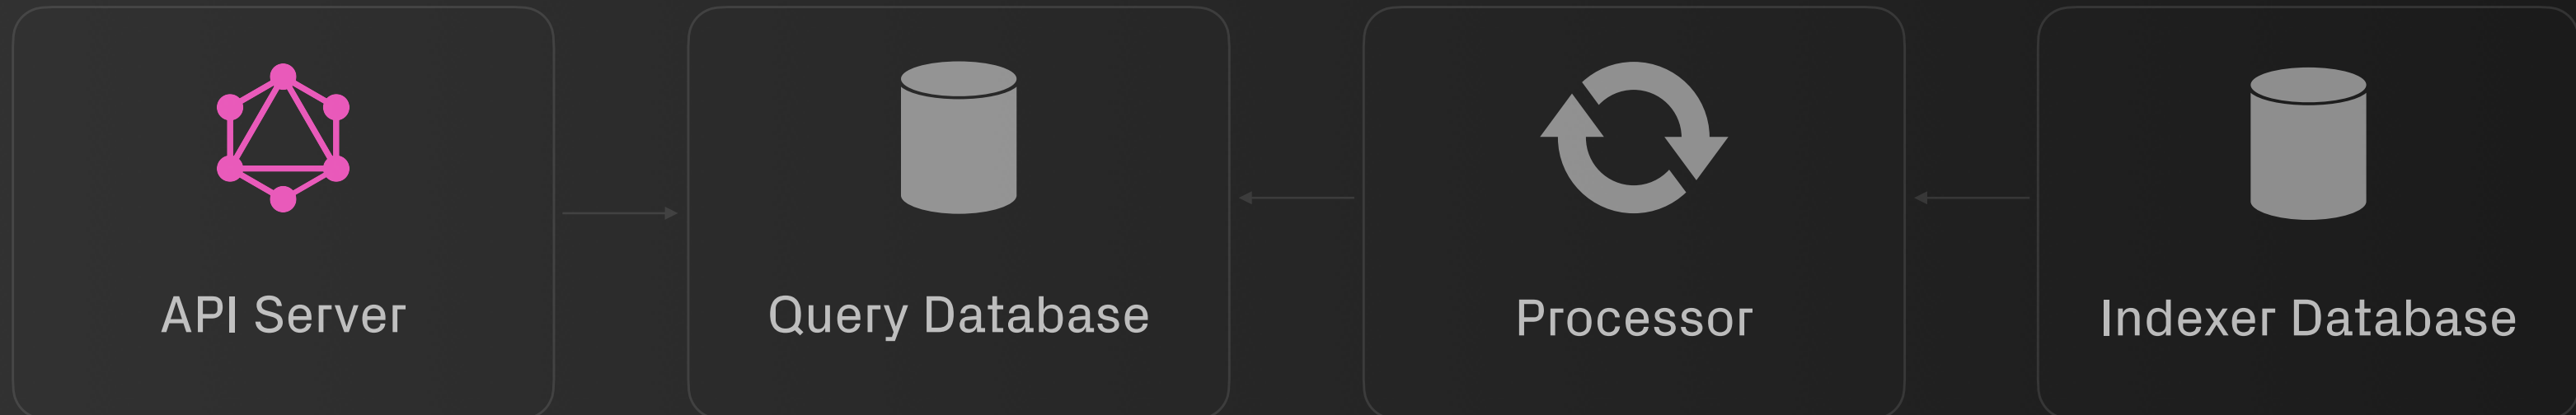 API Server
Query Database
Processor
Indexer Database